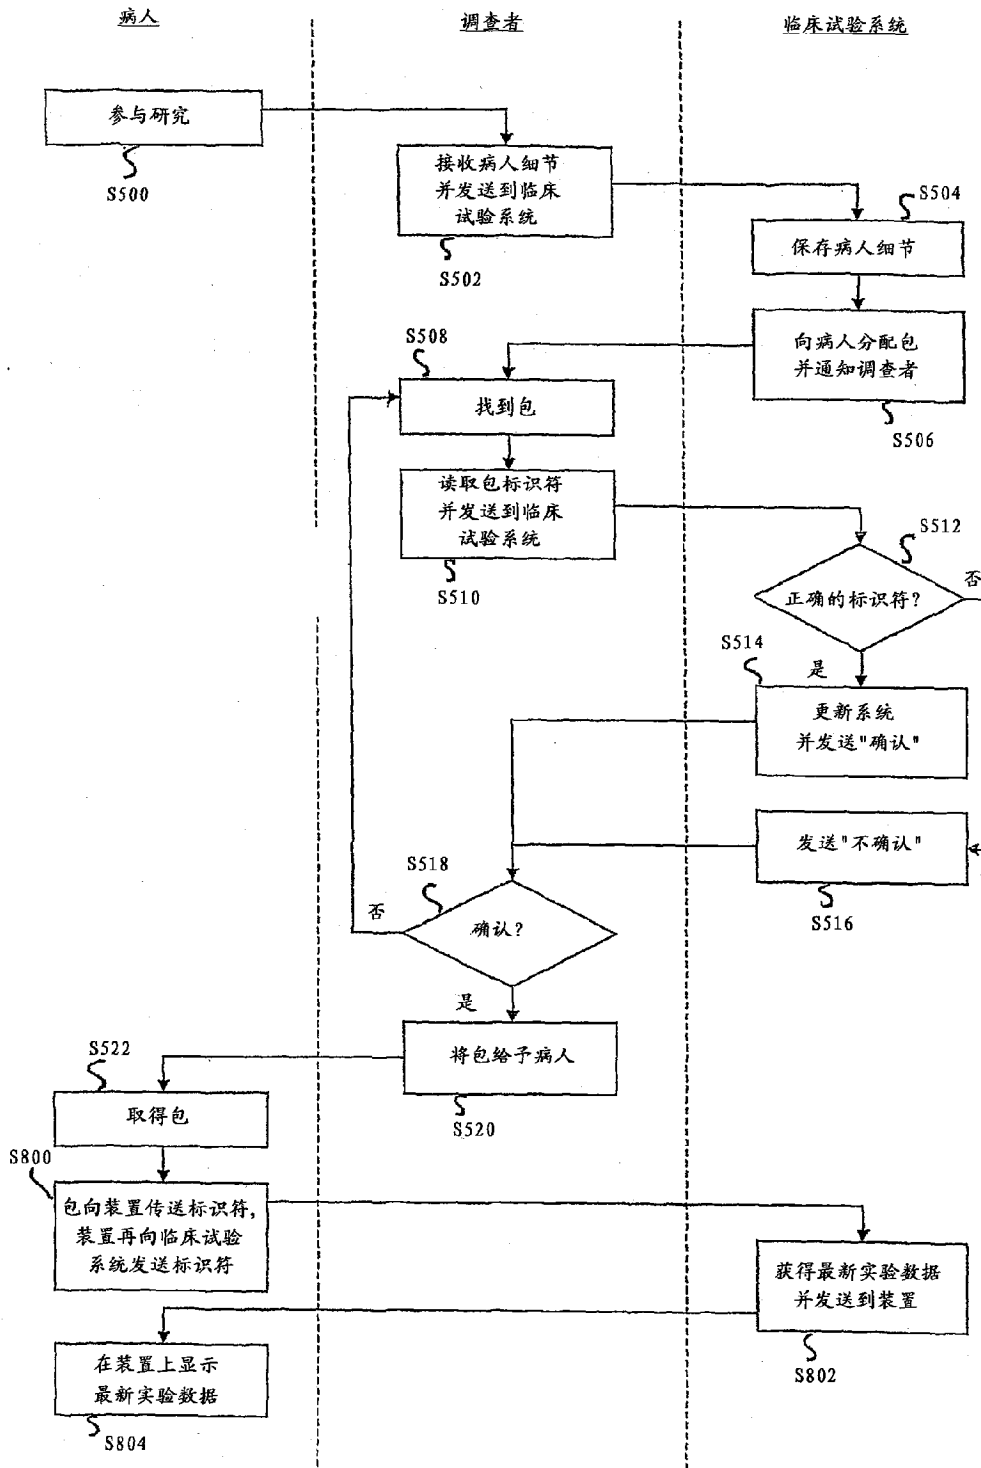 病人
调查者
临床试验系统
参与研究
S500
接收病人细节
并发送到临床
试验系统
S502
S504
保存病人细节
向病人分配包
并通知调查者
S506
S508
找到包
读取包标识符
并发送到临床
试验系统
S510
S512
正确的标识符?
否
是
S514
更新系统
并发送"确认"
发送"不确认"
S516
S518
确认?
否
是
将包给予病人
S520
S522
取得包
S800
包向装置传送标识符,
装置再向临床试验
系统发送标识符
获得最新实验数据
并发送到装置
S802
在装置上显示
最新实验数据
S804